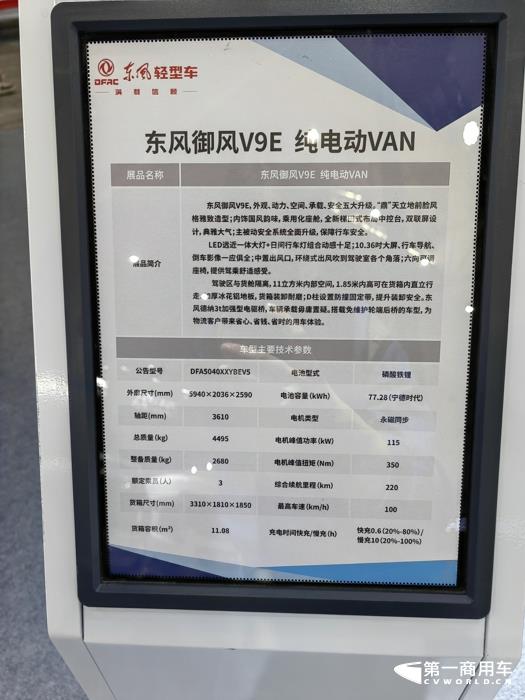 DFAC 东风轻型车
满载信赖
东风御风V9E 纯电动VAN
展品名称 东风御风V9E 纯电动VAN
展品简介
东风御风V9E,外观、动力、空间、承载、安全五大升级。“鼎”天立地前脸风
格雅致造型;内饰国风韵味,乘用化座舱,全新梯田式布局中控台,双联屏设
计,典雅大气;主被动安全系统全面升级,保障行车安全。
LED远近一体大灯+日间行车灯组合动感十足;10.36吋大屏、行车导航、
倒车影像一应俱全;中置出风口,环绕式出风吹到驾驶室各个角落;六向可调
座椅,提供驾乘舒适感受。
驾驶区与货舱隔离,11立方米内部空间,1.85米内高可在货箱内直立行
走,加厚冰花铝地板,货箱装卸耐磨;D柱设置防撞固定带,提升装卸安全。东
风德纳3t加强型电驱桥,车辆承载毋庸置疑。搭载免维护轮端后桥的车型,为
物流客户带来省心、省钱、省时的用车体验。
车型主要技术参数
公告型号 DFA5040XXYBEV5 电池型式 磷酸铁锂
外廓尺寸(mm) 5940×2036×2590 电池容量(kWh) 77.28(宁德时代)
轴距(mm) 3610 电机类型 永磁同步
总质量(kg) 4495 电机峰值功率(kW) 115
整备质量(kg) 2680 电机峰值扭矩(Nm) 350
额定乘员(人) 3 综合续航里程(km) 220
货箱尺寸(mm) 3310×1810×1850 最高车速(km/h) 100
货箱容积(m³) 11.08 充电时间快充/慢充(h) 快充0.6(20%-80%)/
慢充10(20%-100%)
第一商用车
CVWORLD.CN